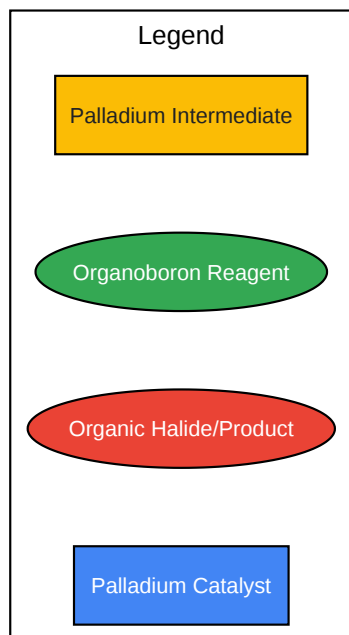 Legend
Palladium Intermediate
Organoboron Reagent
Organic Halide/Product
Palladium Catalyst